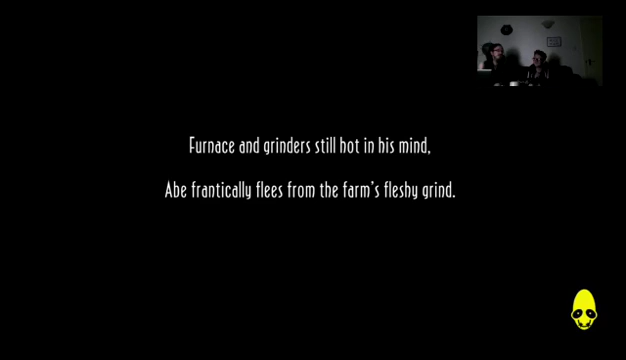 Furnace and grinders still hot in his mind,
Abe frantically flees from the farm's fleshy grind.